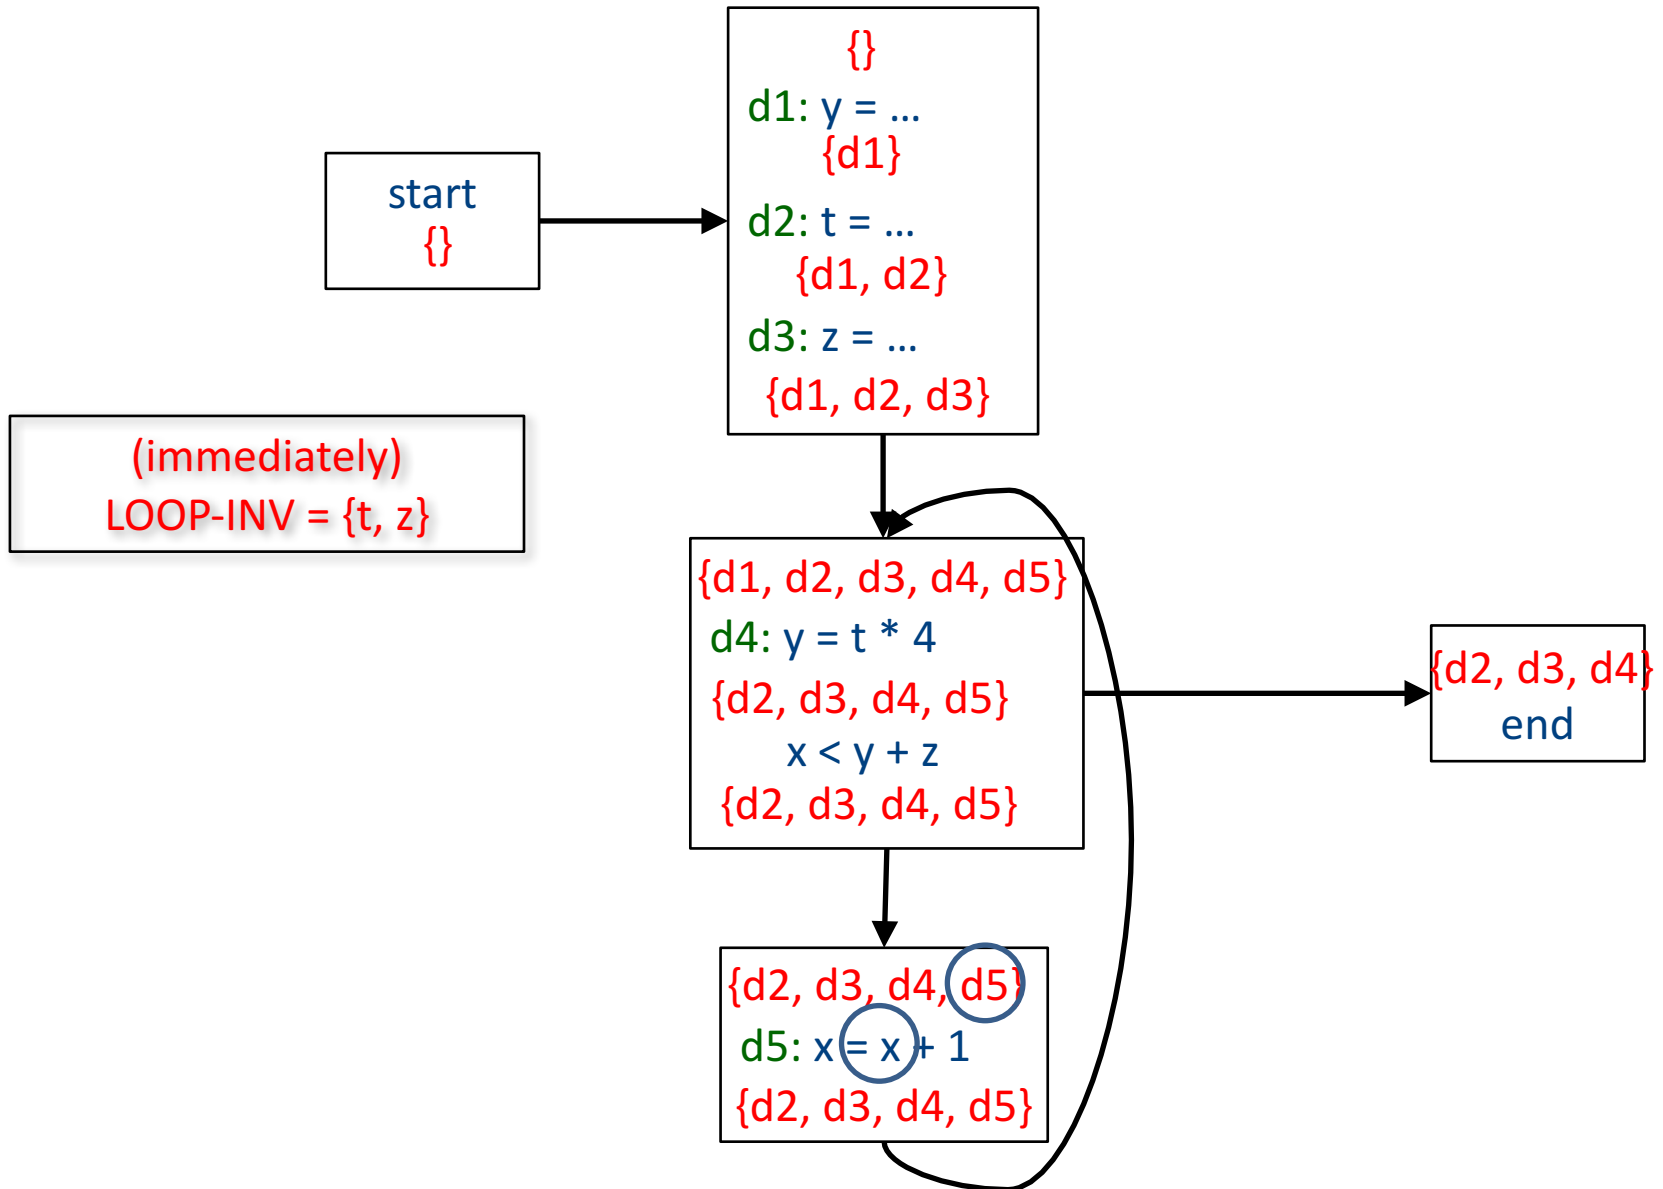 start
{}
{}
d1: y = ...
{d1}
d2: t = ...
{d1, d2}
d3: z = ...
{d1, d2, d3}
(immediately)
LOOP-INV = {t, z}
{d1, d2, d3, d4, d5}
d4: y = t * 4
{d2, d3, d4, d5}
x < y + z
{d2, d3, d4, d5}
{d2, d3, d4}
end
{d2, d3, d4, d5}
d5: x = x + 1
{d2, d3, d4, d5}